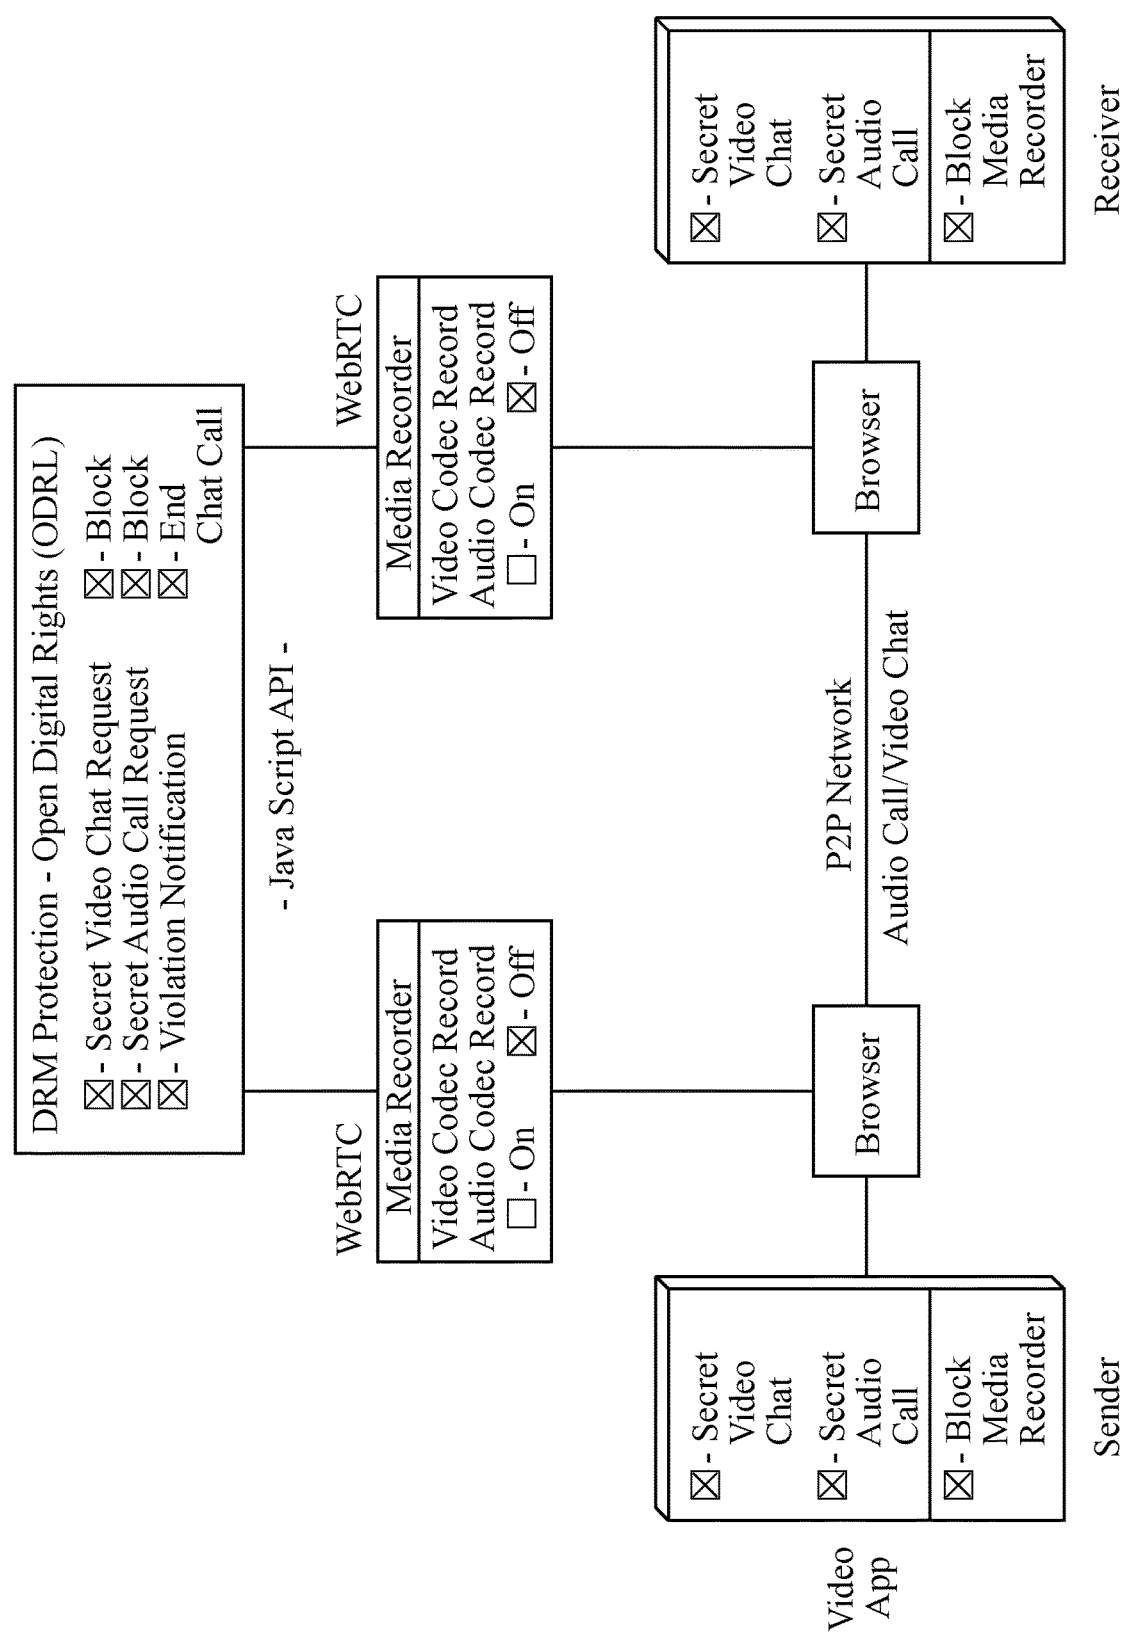 DRM Protection - Open Digital Rights (ODRL)
- Secret Video Chat Request - Block
- Secret Audio Call Request - Block
- Violation Notification - End
Chat Call
- Java Script API -
WebRTC
Media Recorder
Video Codec Record
Audio Codec Record
- On - Off
WebRTC
Media Recorder
Video Codec Record
Audio Codec Record
- On - Off
Video
App
- Secret
Video
Chat
- Secret
Audio
Call
- Block
Media
Recorder
Sender
Browser
P2P Network
Audio Call/Video Chat
Browser
- Secret
Video
Chat
- Secret
Audio
Call
- Block
Media
Recorder
Receiver